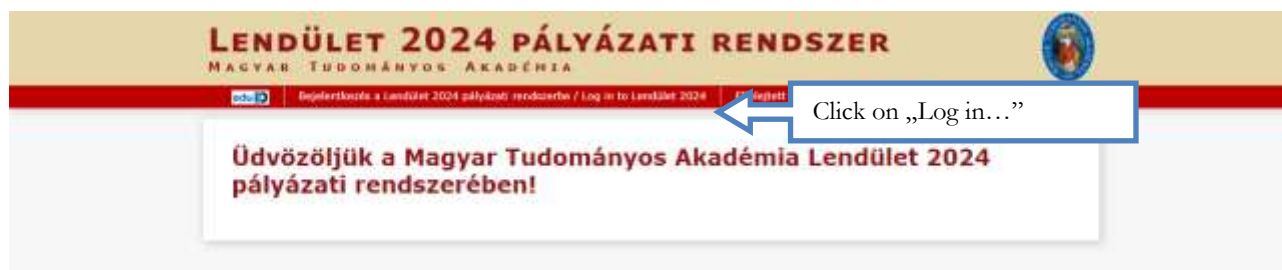 LENDÜLET 2024 PÁLYÁZATI RENDSZER
MAGYAR TUDOMÁNYOS AKADÉMIA
eduID Bejelentkezés a Lendület 2024 pályázati rendszerbe / Log in to Lendület 2024
Click on „Log in…”
Üdvözöljük a Magyar Tudományos Akadémia Lendület 2024
pályázati rendszerében!